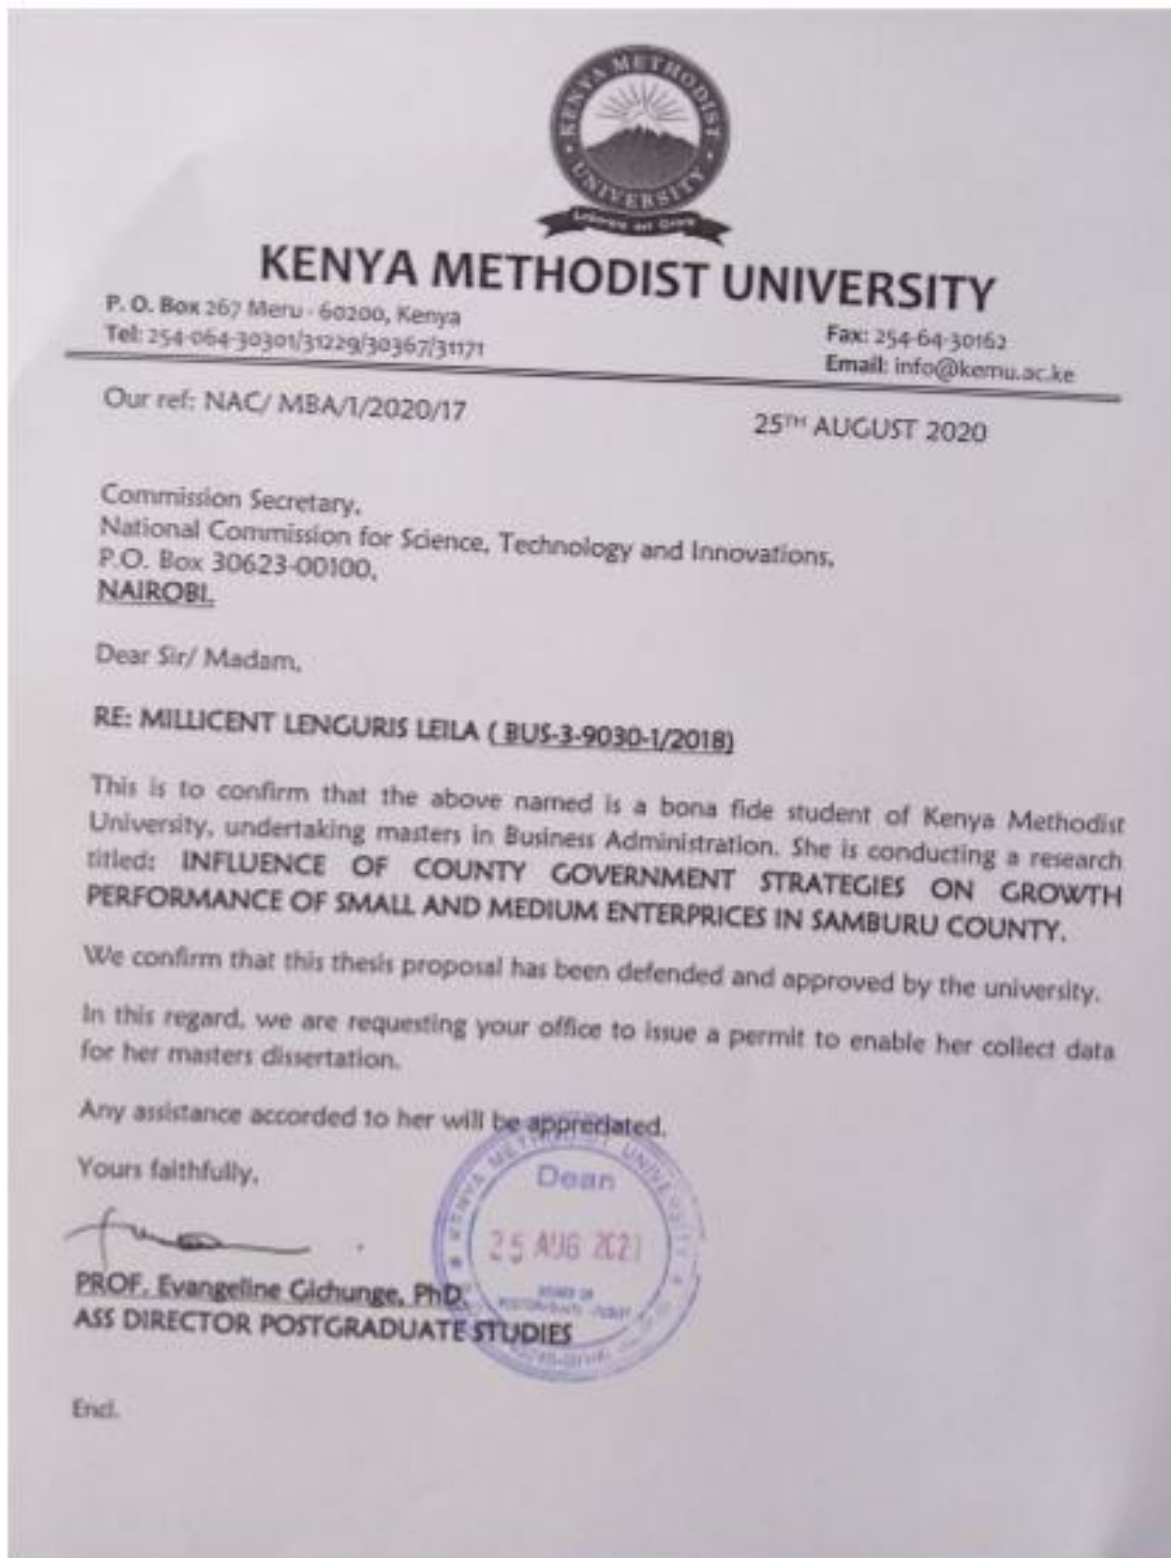 KENYA METHODIST
UNIVERSITY
KENYA METHODIST UNIVERSITY
P. O. Box 267 Meru - 60200, Kenya
Tel: 254-064-30301/31229/30367/31171
Fax: 254-64-30162
Email: info@kemu.ac.ke
Our ref: NAC/ MBA/1/2020/17
25TH AUGUST 2020
Commission Secretary,
National Commission for Science, Technology and Innovations,
P.O. Box 30623-00100,
NAIROBI.
Dear Sir/ Madam,
RE: MILLICENT LENGURIS LEILA ( BUS-3-9030-1/2018)
This is to confirm that the above named is a bona fide student of Kenya Methodist
University, undertaking masters in Business Administration. She is conducting a research
titled: INFLUENCE OF COUNTY GOVERNMENT STRATEGIES ON GROWTH
PERFORMANCE OF SMALL AND MEDIUM ENTERPRICES IN SAMBURU COUNTY.
We confirm that this thesis proposal has been defended and approved by the university.
In this regard, we are requesting your office to issue a permit to enable her collect data
for her masters dissertation.
Any assistance accorded to her will be appreciated.
Yours faithfully,
KENYA METHODIST UNIVERSITY
Dean
25 AUG
PROF. Evangeline Gichunge, PhD.
ASS DIRECTOR POSTGRADUATE STUDIES
Encl.